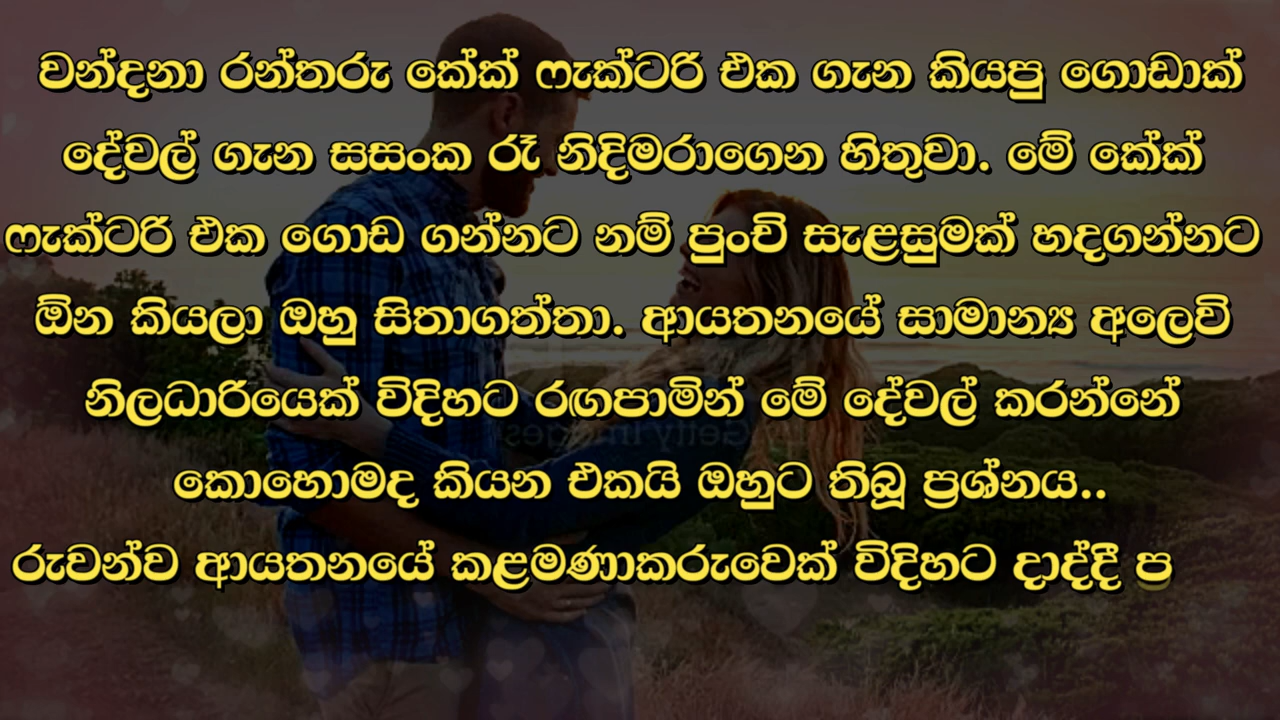 වන්දනා රන්තරු කේක් ෆැක්ටරි එක ගැන කියපු ගොඩාක්
දේවල් ගැන සසංක රෑ නිදිමරාගෙන හිතුවා. මේ කේක්
ෆැක්ටරි එක ගොඩ ගන්නට නම් පුංචි සැළසුමක් හදගන්නට
ඕන කියලා ඔහු සිතාගත්තා. ආයතනයේ සාමාන්‍ය අලෙවි
නිලධාරියෙක් විදිහට රඟපාමින් මේ දේවල් කරන්නේ
කොහොමද කියන එකයි ඔහුට තිබූ ප්‍රශ්නය..
රුවන්ව ආයතනයේ කළමණාකරුවෙක් විදිහට දාද්දී ප